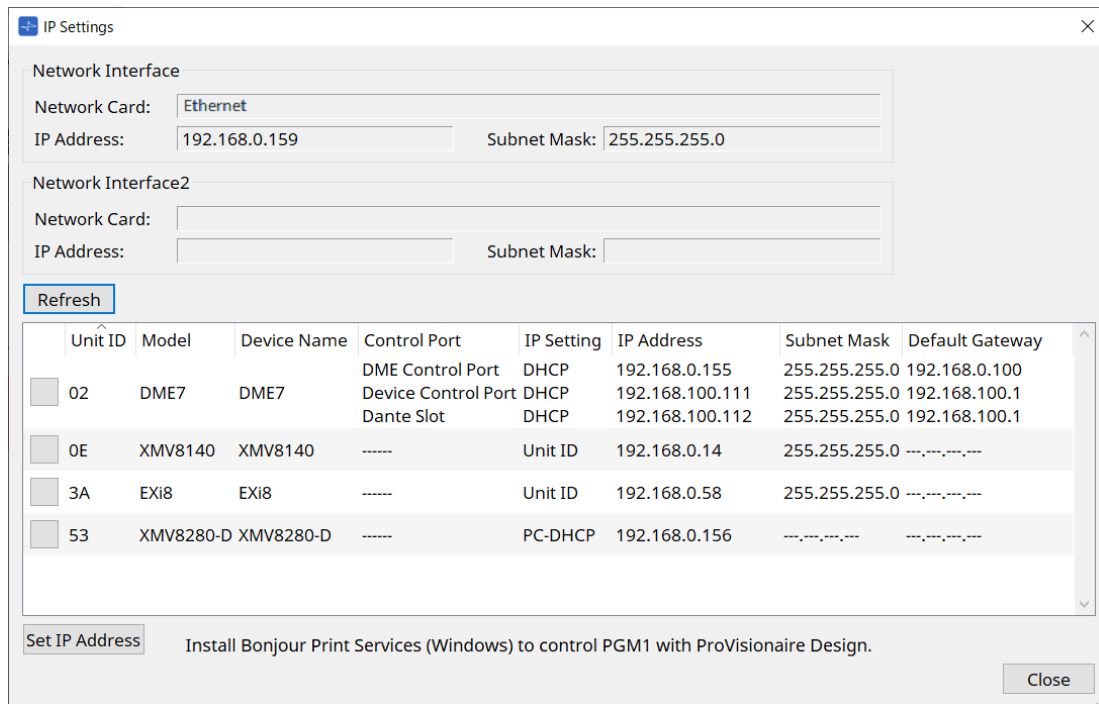 IP Settings
Network Interface
Network Card: Ethernet
IP Address: 192.168.0.159 Subnet Mask: 255.255.255.0
Network Interface2
Network Card:
IP Address: Subnet Mask:
Refresh
Unit ID Model Device Name Control Port IP Setting IP Address Subnet Mask Default Gateway
DME Control Port DHCP 192.168.0.155 255.255.255.0 192.168.0.100
02 DME7 DME7 Device Control Port DHCP 192.168.100.111 255.255.255.0 192.168.100.1
Dante Slot DHCP 192.168.100.112 255.255.255.0 192.168.100.1
0E XMV8140 XMV8140 ------ Unit ID 192.168.0.14 255.255.255.0 ---.---.---.---
3A EXi8 EXi8 ------ Unit ID 192.168.0.58 255.255.255.0 ---.---.---.---
53 XMV8280-D XMV8280-D ------ PC-DHCP 192.168.0.156 ---.---.---.--- ---.---.---.---
Set IP Address Install Bonjour Print Services (Windows) to control PGM1 with ProVisionaire Design.
Close